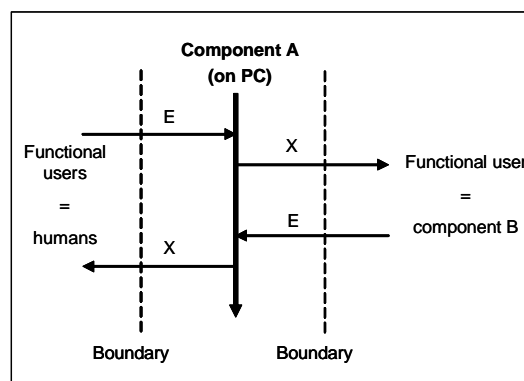 Component A
(on PC)
E
X
Functional
users
=
humans
Functional user
=
component B
E
X
Boundary
Boundary